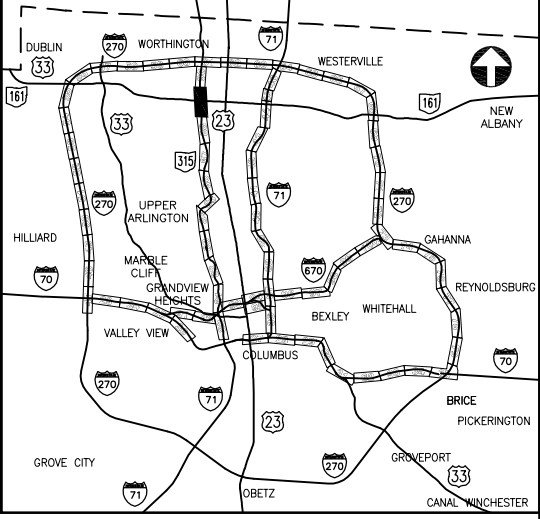 DUBLIN
33
270
WORTHINGTON
71
WESTERVILLE
161
33
23
161
NEW
ALBANY
315
270
71
270
UPPER
ARLINGTON
HILLIARD
GAHANNA
MARBLE
CLIFF
70
670
GRANDVIEW
HEIGHTS
REYNOLDSBURG
BEXLEY
WHITEHALL
VALLEY VIEW
COLUMBUS
70
270
71
BRICE
23
PICKERINGTON
GROVE CITY
270
GROVEPORT
33
71
OBETZ
CANAL WINCHESTER